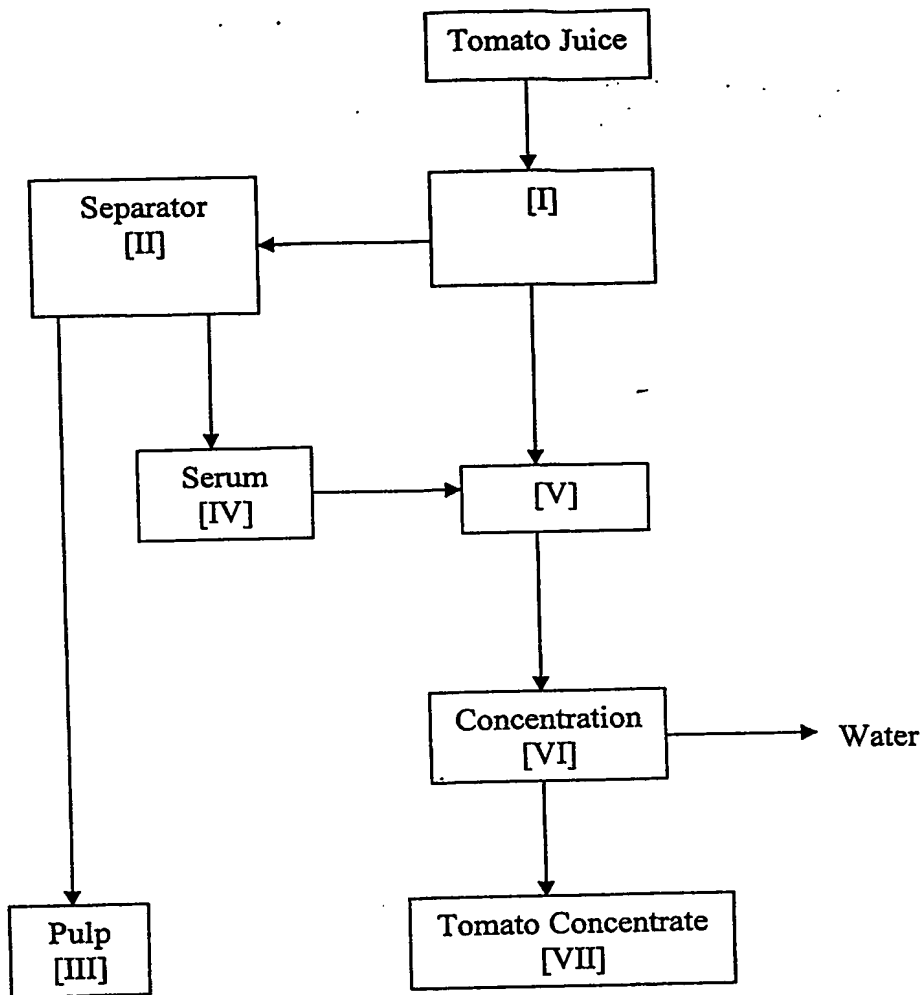 Tomato Juice
[I]
Separator
[II]
Serum
[IV]
[V]
Concentration
[VI]
Water
Pulp
[III]
Tomato Concentrate
[VII]